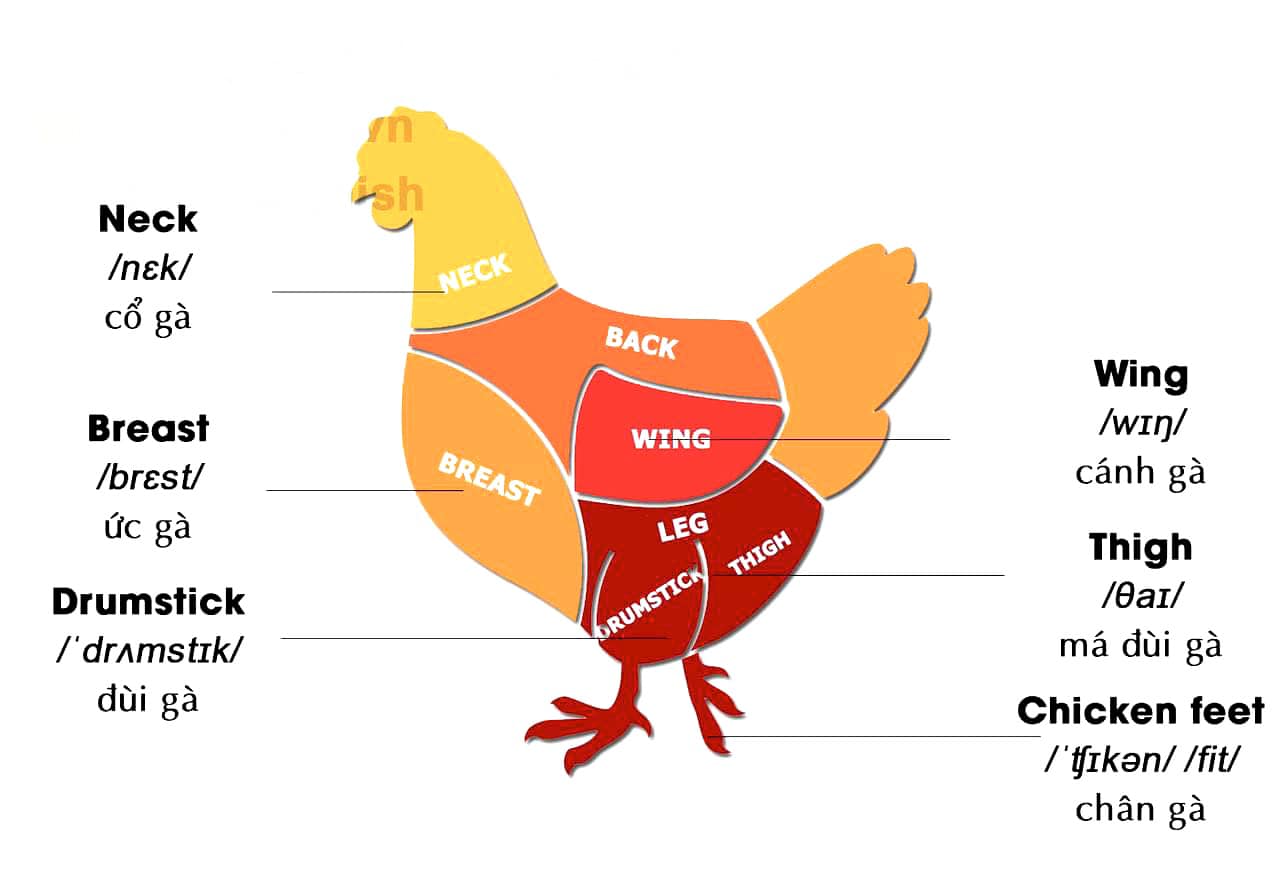 Neck
/nɛk/
cổ gà
Breast
/brɛst/
ức gà
Drumstick
/ˈdrʌmstɪk/
đùi gà
NECK
BACK
WING
BREAST
LEG
THIGH
DRUMSTICK
Wing
/wɪŋ/
cánh gà
Thigh
/θaɪ/
má đùi gà
Chicken feet
/ˈʧɪkən/ /fit/
chân gà